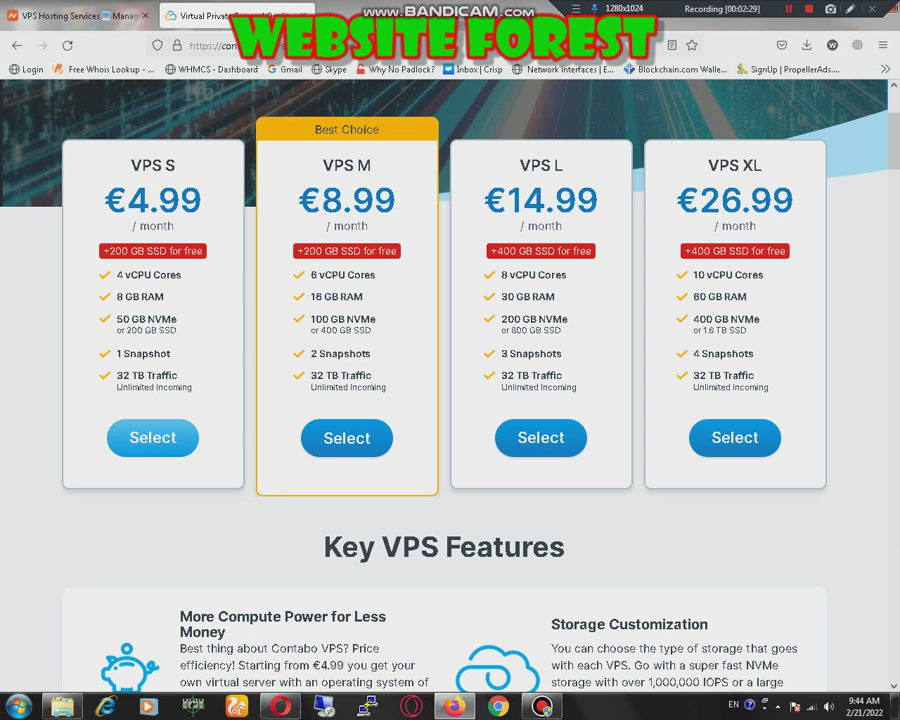 VPS Hosting Services
Manag
Virtual Privat
www.BANDICAM.com
1280x1024
Recording [00:02:29]
WEBSITE FOREST
https://con
Login
Free Whois Lookup - ...
WHMCS - Dashboard
Gmail
Skype
Why No Padlock?
Inbox | Crisp
Network Interfaces | E...
Blockchain.com Walle...
SignUp | PropellerAds....
Best Choice
VPS S
€4.99
/ month
+200 GB SSD for free
4 vCPU Cores
8 GB RAM
50 GB NVMe
or 200 GB SSD
1 Snapshot
32 TB Traffic
Unlimited Incoming
Select
VPS M
€8.99
/ month
+200 GB SSD for free
6 vCPU Cores
16 GB RAM
100 GB NVMe
or 400 GB SSD
2 Snapshots
32 TB Traffic
Unlimited Incoming
Select
VPS L
€14.99
/ month
+400 GB SSD for free
8 vCPU Cores
30 GB RAM
200 GB NVMe
or 800 GB SSD
3 Snapshots
32 TB Traffic
Unlimited Incoming
Select
VPS XL
€26.99
/ month
+400 GB SSD for free
10 vCPU Cores
60 GB RAM
400 GB NVMe
or 1.6 TB SSD
4 Snapshots
32 TB Traffic
Unlimited Incoming
Select
Key VPS Features
More Compute Power for Less
Money
Best thing about Contabo VPS? Price
efficiency! Starting from €4.99 you get your
own virtual server with an operating system of
Storage Customization
You can choose the type of storage that goes
with each VPS. Go with a super fast NVMe
storage with over 1,000,000 IOPS or a large
EN
9:44 AM
2/21/2022